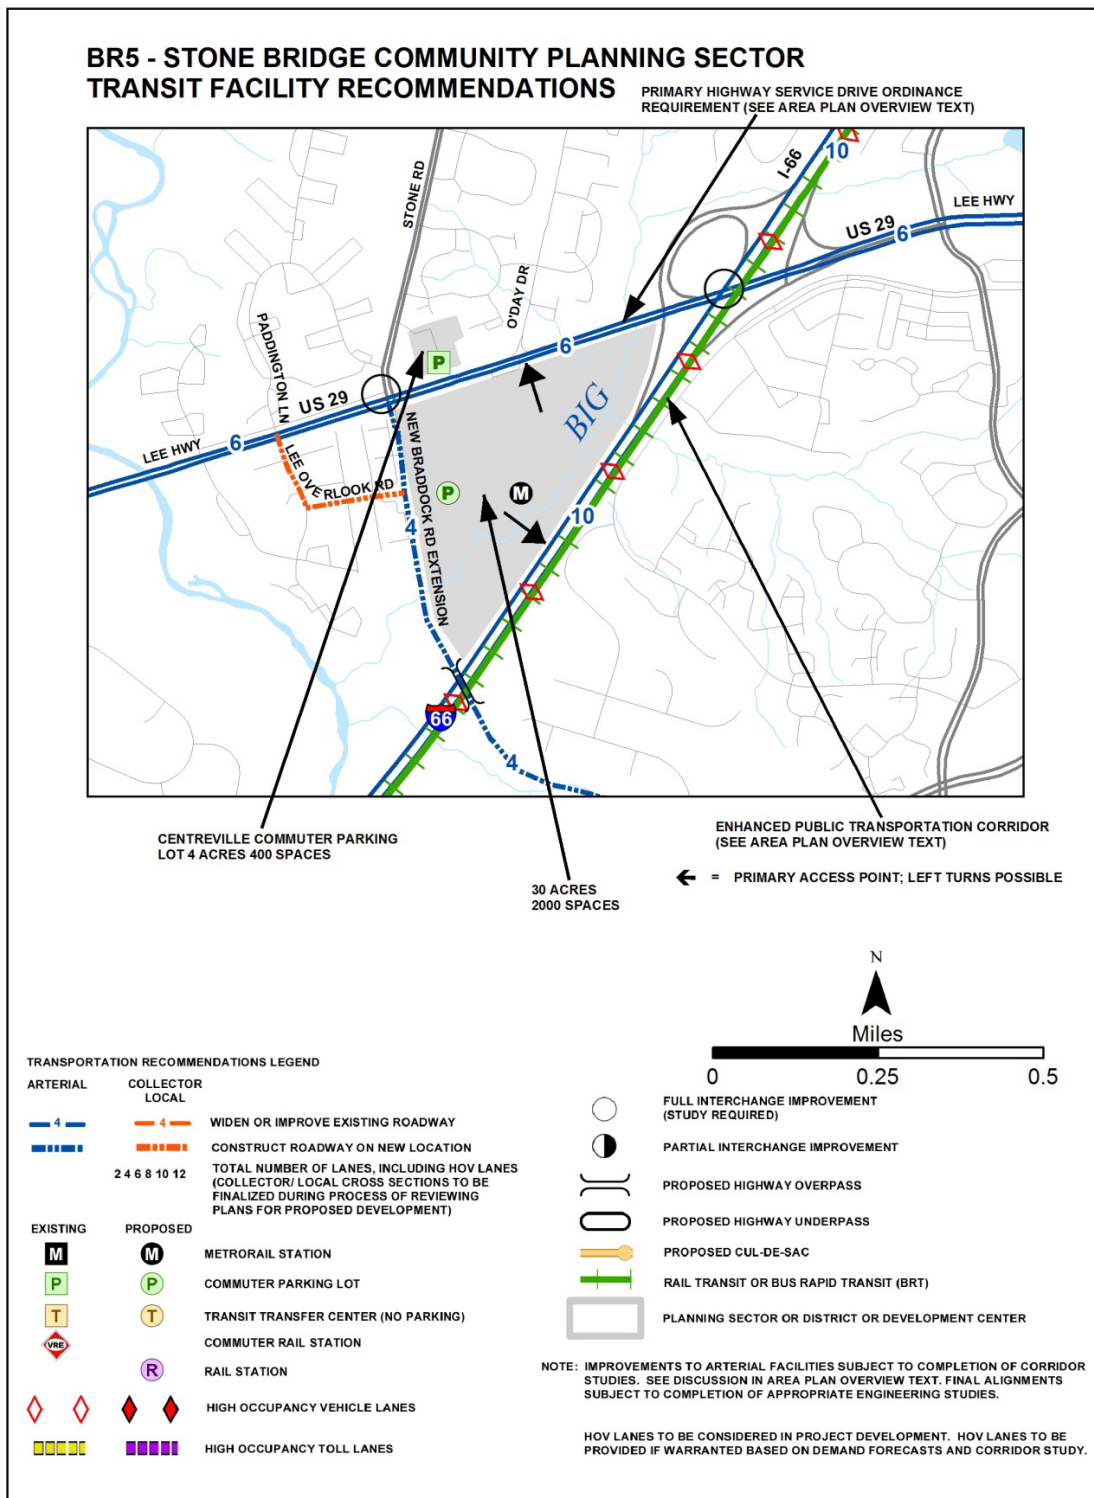 BR5 - STONE BRIDGE COMMUNITY PLANNING SECTOR
TRANSIT FACILITY RECOMMENDATIONS
PRIMARY HIGHWAY SERVICE DRIVE ORDINANCE
REQUIREMENT (SEE AREA PLAN OVERVIEW TEXT)
10
I-66
STONE RD
LEE HWY
US 29
6
O'DAY DR
PADDINGTON LN
P
6
BIG
US 29
LEE HWY
6
NEW BRADDOCK RD EXTENSION
LEE OVERLOOK RD
P
M
4
10
66
4
CENTREVILLE COMMUTER PARKING
LOT 4 ACRES 400 SPACES
ENHANCED PUBLIC TRANSPORTATION CORRIDOR
(SEE AREA PLAN OVERVIEW TEXT)
= PRIMARY ACCESS POINT; LEFT TURNS POSSIBLE
30 ACRES
2000 SPACES
N
Miles
0 0.25 0.5
TRANSPORTATION RECOMMENDATIONS LEGEND
ARTERIAL COLLECTOR
LOCAL
4 4 WIDEN OR IMPROVE EXISTING ROADWAY
CONSTRUCT ROADWAY ON NEW LOCATION
2 4 6 8 10 12 TOTAL NUMBER OF LANES, INCLUDING HOV LANES
(COLLECTOR/ LOCAL CROSS SECTIONS TO BE
FINALIZED DURING PROCESS OF REVIEWING
PLANS FOR PROPOSED DEVELOPMENT)
EXISTING PROPOSED
M M METRORAIL STATION
P P COMMUTER PARKING LOT
T T TRANSIT TRANSFER CENTER (NO PARKING)
VRE COMMUTER RAIL STATION
R RAIL STATION
HIGH OCCUPANCY VEHICLE LANES
HIGH OCCUPANCY TOLL LANES
FULL INTERCHANGE IMPROVEMENT
(STUDY REQUIRED)
PARTIAL INTERCHANGE IMPROVEMENT
PROPOSED HIGHWAY OVERPASS
PROPOSED HIGHWAY UNDERPASS
PROPOSED CUL-DE-SAC
RAIL TRANSIT OR BUS RAPID TRANSIT (BRT)
PLANNING SECTOR OR DISTRICT OR DEVELOPMENT CENTER
NOTE: IMPROVEMENTS TO ARTERIAL FACILITIES SUBJECT TO COMPLETION OF CORRIDOR
STUDIES. SEE DISCUSSION IN AREA PLAN OVERVIEW TEXT. FINAL ALIGNMENTS
SUBJECT TO COMPLETION OF APPROPRIATE ENGINEERING STUDIES.
HOV LANES TO BE CONSIDERED IN PROJECT DEVELOPMENT. HOV LANES TO BE
PROVIDED IF WARRANTED BASED ON DEMAND FORECASTS AND CORRIDOR STUDY.